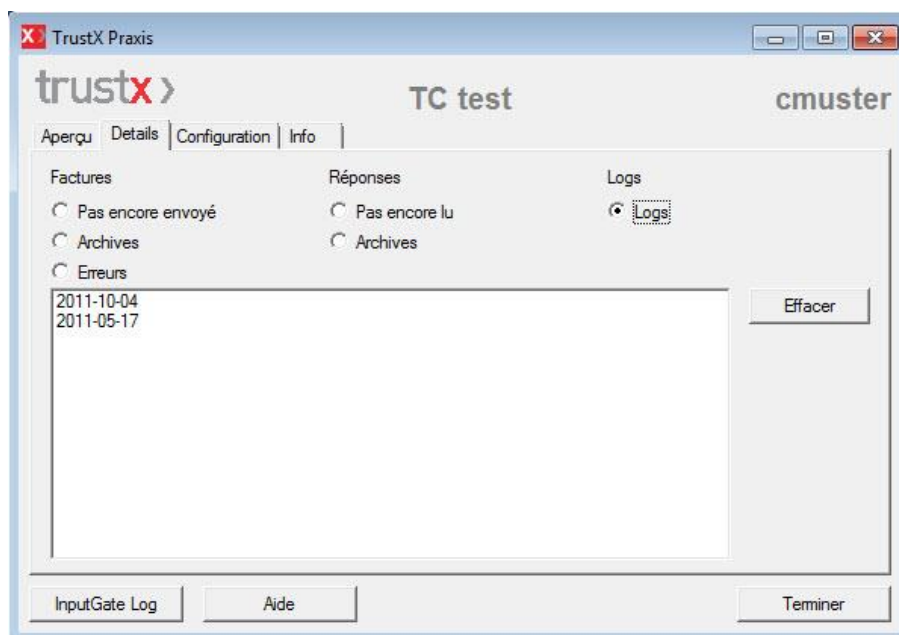 TrustX Praxis
trustx
TC test
cmuster
Aperçu Details Configuration Info
Factures Réponses Logs
Pas encore envoyé Pas encore lu Logs
Archives Archives
Erreurs
2011-10-04
2011-05-17
Effacer
InputGate Log Aide Terminer